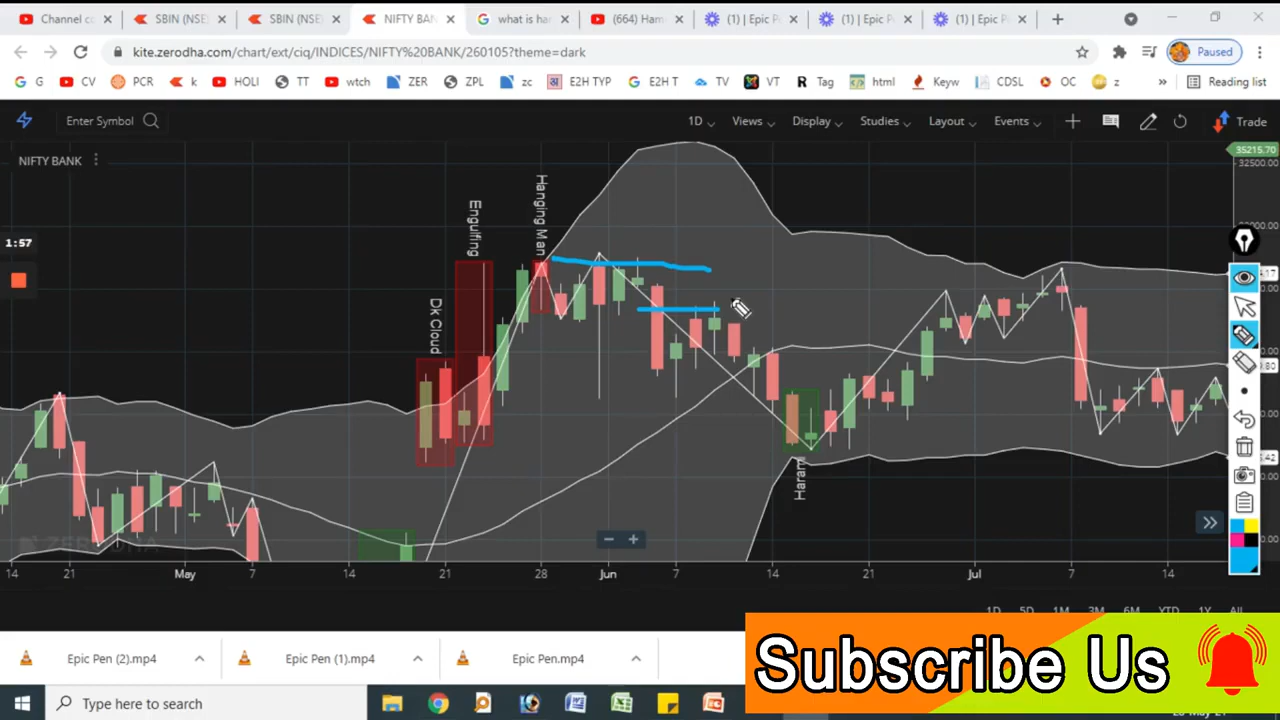 Channel co
SBIN (NSE)
SBIN (NSE
NIFTY BAN
what is ha
(664) Ham
(1) | Epic P
(1) | Epic P
(1) | Epic P
kite.zerodha.com/chart/ext/ciq/INDICES/NIFTY%20BANK/260105?theme=dark
Paused
G
CV
PCR
k
HOLI
TT
wtch
ZER
ZPL
zc
E2H TYP
E2H T
TV
VT
Tag
html
Keyw
CDSL
OC
z
»
Reading list
Enter Symbol
1D
Views
Display
Studies
Layout
Events
Trade
NIFTY BANK
35215.70
32500.00
1:57
Dk Cloud
Engulfing
Hanging Man
Harami
ZERODHA
14
21
May
7
14
21
28
Jun
7
14
21
Jul
7
14
1D
5D
1M
3M
6M
YTD
1Y
All
Epic Pen (2).mp4
Epic Pen (1).mp4
Epic Pen.mp4
Subscribe Us
Type here to search